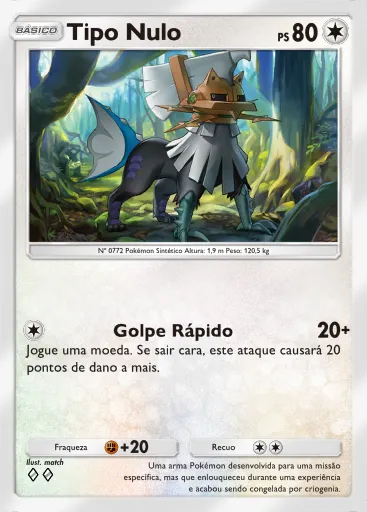 BÁSICO Tipo Nulo PS 80
Nº 0772 Pokémon Sintético Altura: 1,9 m Peso: 120,5 kg
Golpe Rápido 20+
Jogue uma moeda. Se sair cara, este ataque causará 20
pontos de dano a mais.
Fraqueza +20 Recuo
Ilust. match
Uma arma Pokémon desenvolvida para uma missão
específica, mas que enlouqueceu durante uma experiência
e acabou sendo congelada por criogenia.